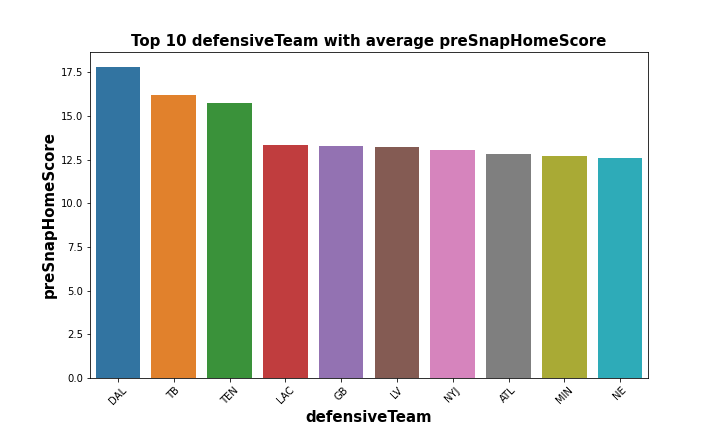 Top 10 defensiveTeam with average preSnapHomeScore
preSnapHomeScore
17.5
15.0
12.5
10.0
7.5
5.0
2.5
0.0
DAL TB TEN LAC GB LV NYJ ATL MIN NE
defensiveTeam